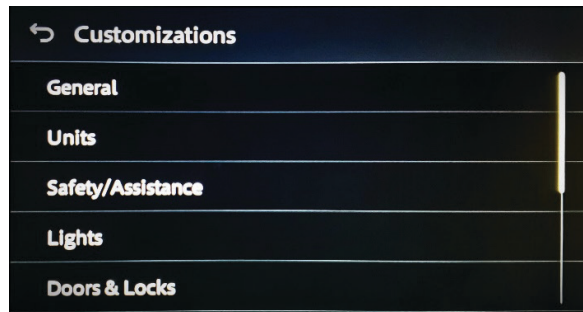 Customizations
General
Units
Safety/Assistance
Lights
Doors & Locks